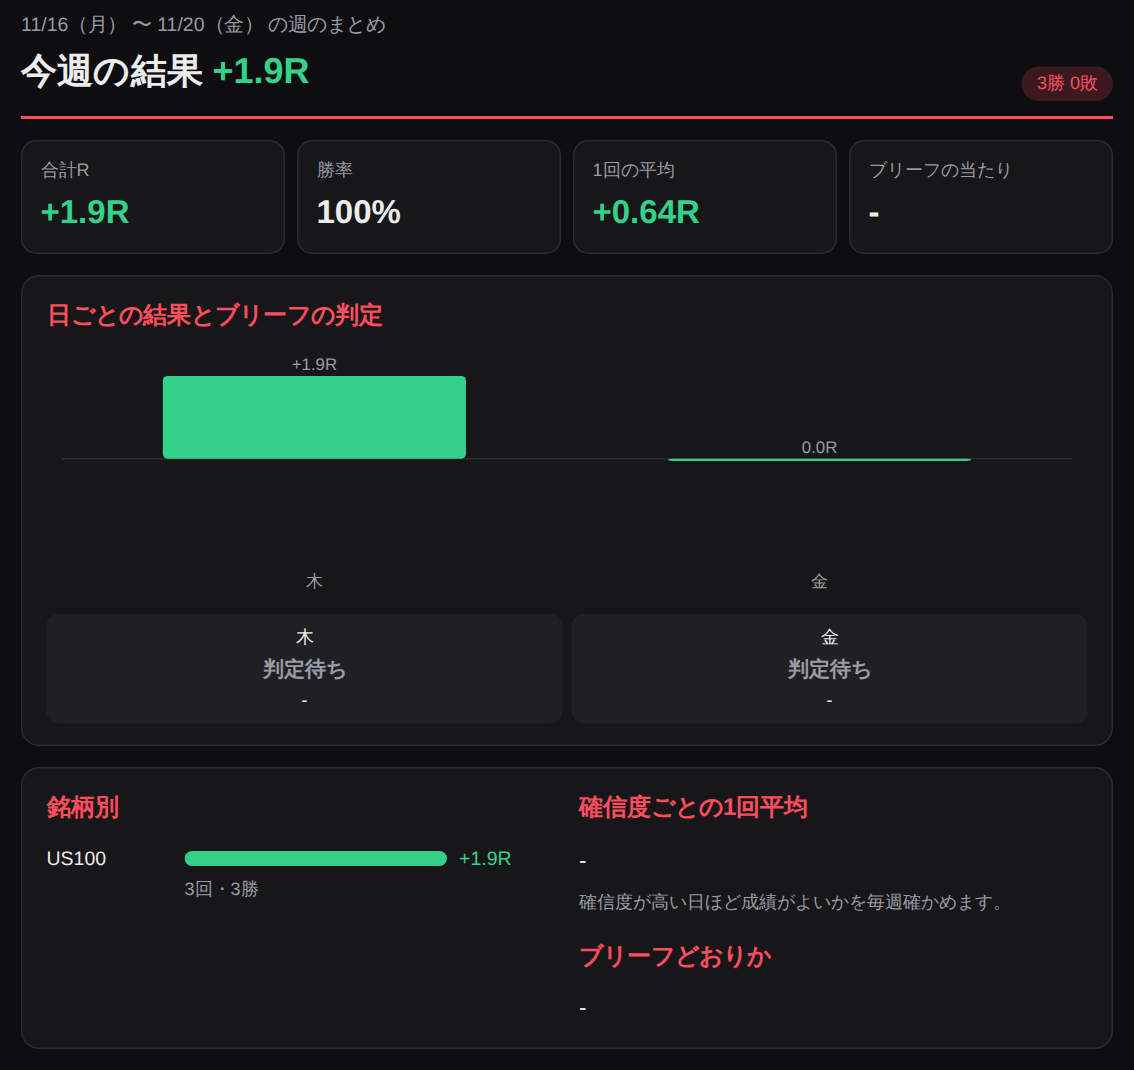 11/16（月） 〜 11/20（金） の週のまとめ
今週の結果 +1.9R
3勝 0敗
合計R
+1.9R
勝率
100%
1回の平均
+0.64R
ブリーフの当たり
-
日ごとの結果とブリーフの判定
+1.9R
0.0R
木
金
木
判定待ち
-
金
判定待ち
-
銘柄別
US100
+1.9R
3回・3勝
確信度ごとの1回平均
-
確信度が高い日ほど成績がよいかを毎週確かめます。
ブリーフどおりか
-